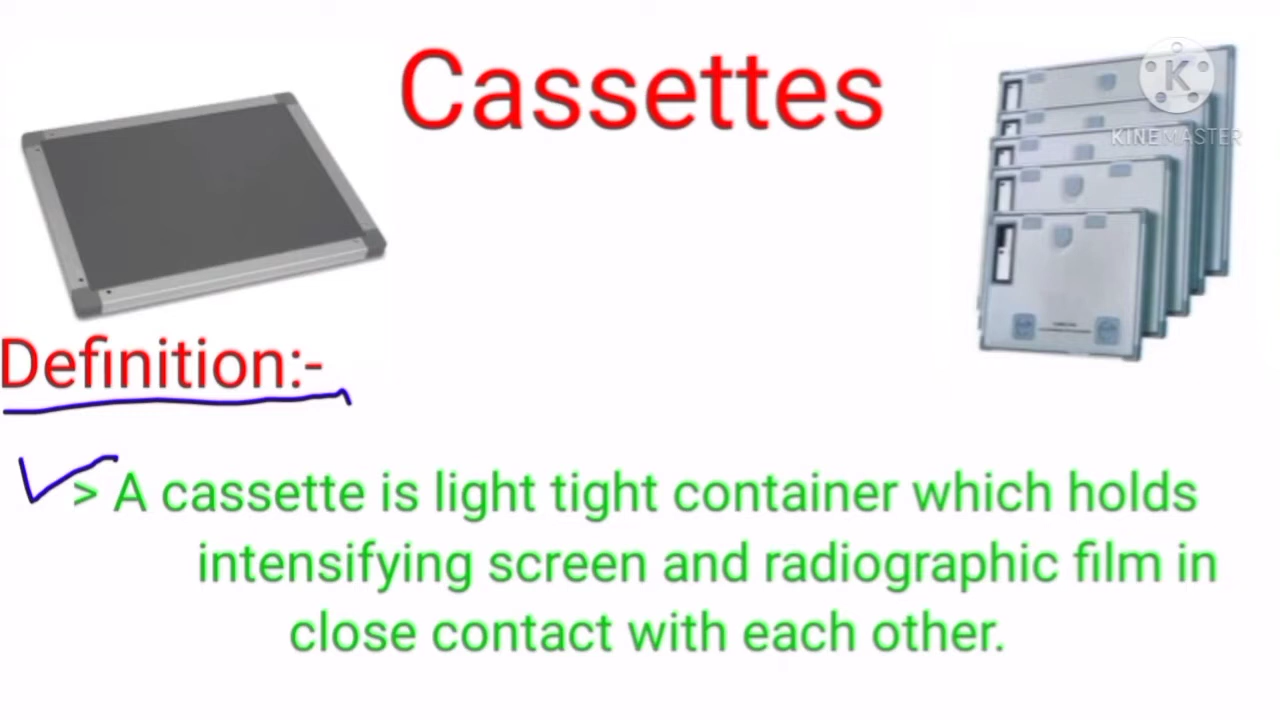 Cassettes
KINEMASTER
Definition:-
> A cassette is light tight container which holds
intensifying screen and radiographic film in
close contact with each other.